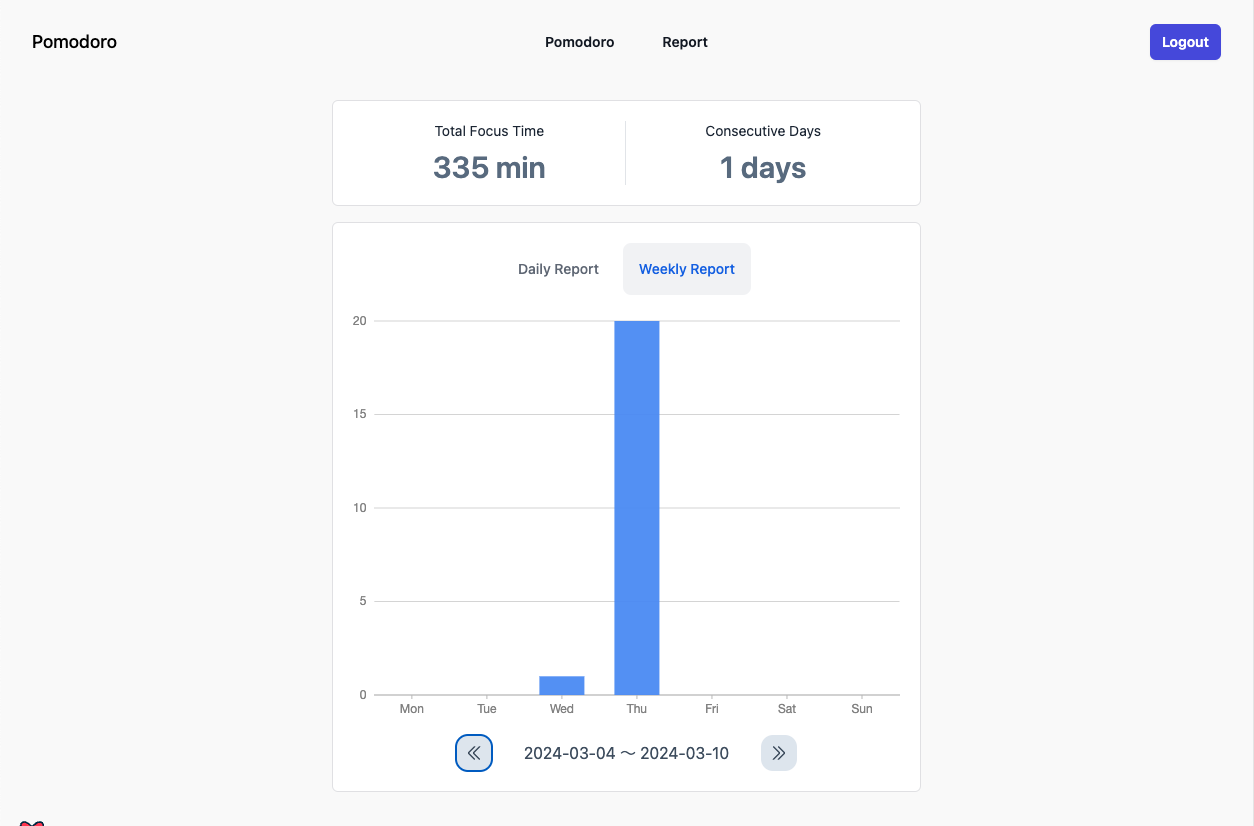 Pomodoro
Pomodoro Report
Logout
Total Focus Time
335 min
Consecutive Days
1 days
Daily Report Weekly Report
20
15
10
5
0
Mon Tue Wed Thu Fri Sat Sun
2024-03-04 〜 2024-03-10